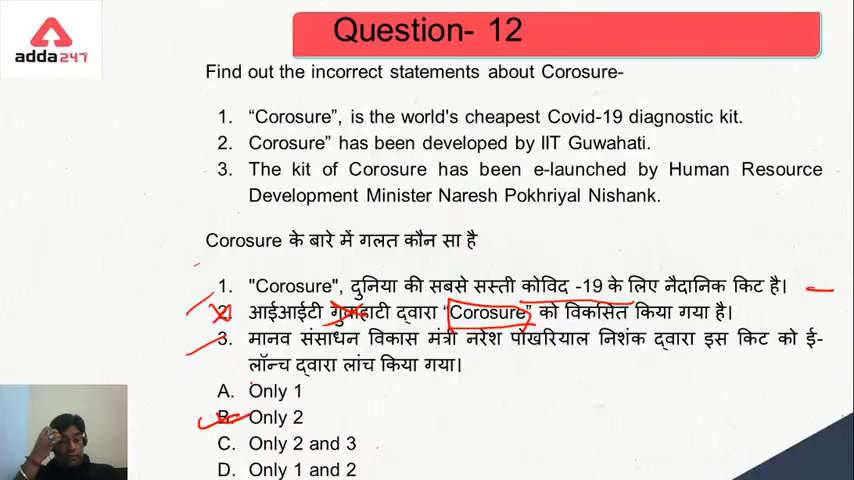 Question- 12
adda247
Find out the incorrect statements about Corosure-
1. “Corosure”, is the world's cheapest Covid-19 diagnostic kit.
2. Corosure” has been developed by IIT Guwahati.
3. The kit of Corosure has been e-launched by Human Resource
Development Minister Naresh Pokhriyal Nishank.
Corosure के बारे में गलत कौन सा है
1. "Corosure", दुनिया की सबसे सस्ती कोविद -19 के लिए नैदानिक किट है।
2. आईआईटी गुवाहाटी द्वारा “Corosure” को विकसित किया गया है।
3. मानव संसाधन विकास मंत्री नरेश पोखरियाल निशंक द्वारा इस किट को ई-
लॉन्च द्वारा लांच किया गया।
A. Only 1
B. Only 2
C. Only 2 and 3
D. Only 1 and 2